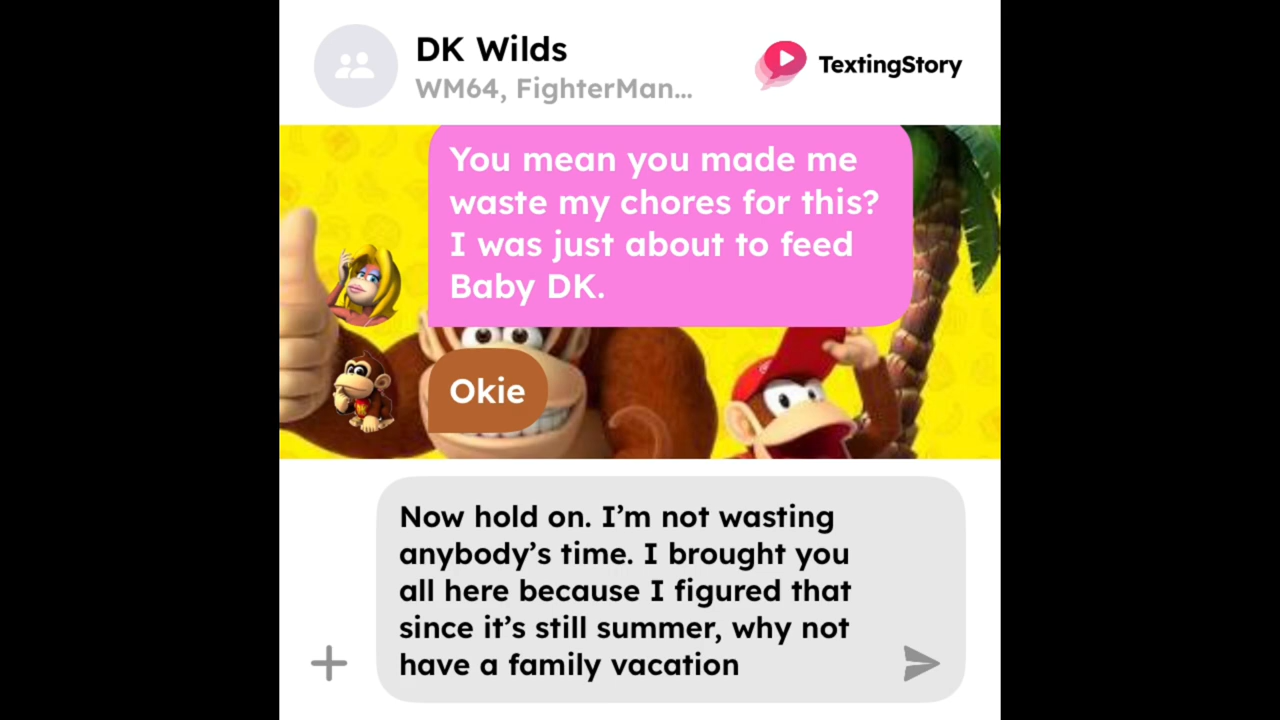 DK Wilds
WM64, FighterMan...
TextingStory
You mean you made me
waste my chores for this?
I was just about to feed
Baby DK.
Okie
Now hold on. I’m not wasting
anybody’s time. I brought you
all here because I figured that
since it’s still summer, why not
have a family vacation